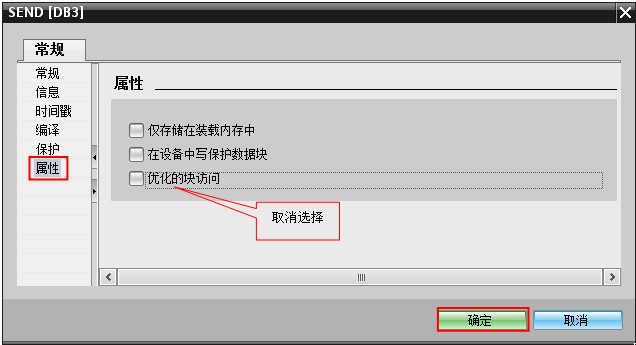 SEND [DB3]
常规
常规
信息
时间戳
编译
保护
属性
属性
仅存储在装载内存中
在设备中写保护数据块
优化的块访问
取消选择
确定
取消